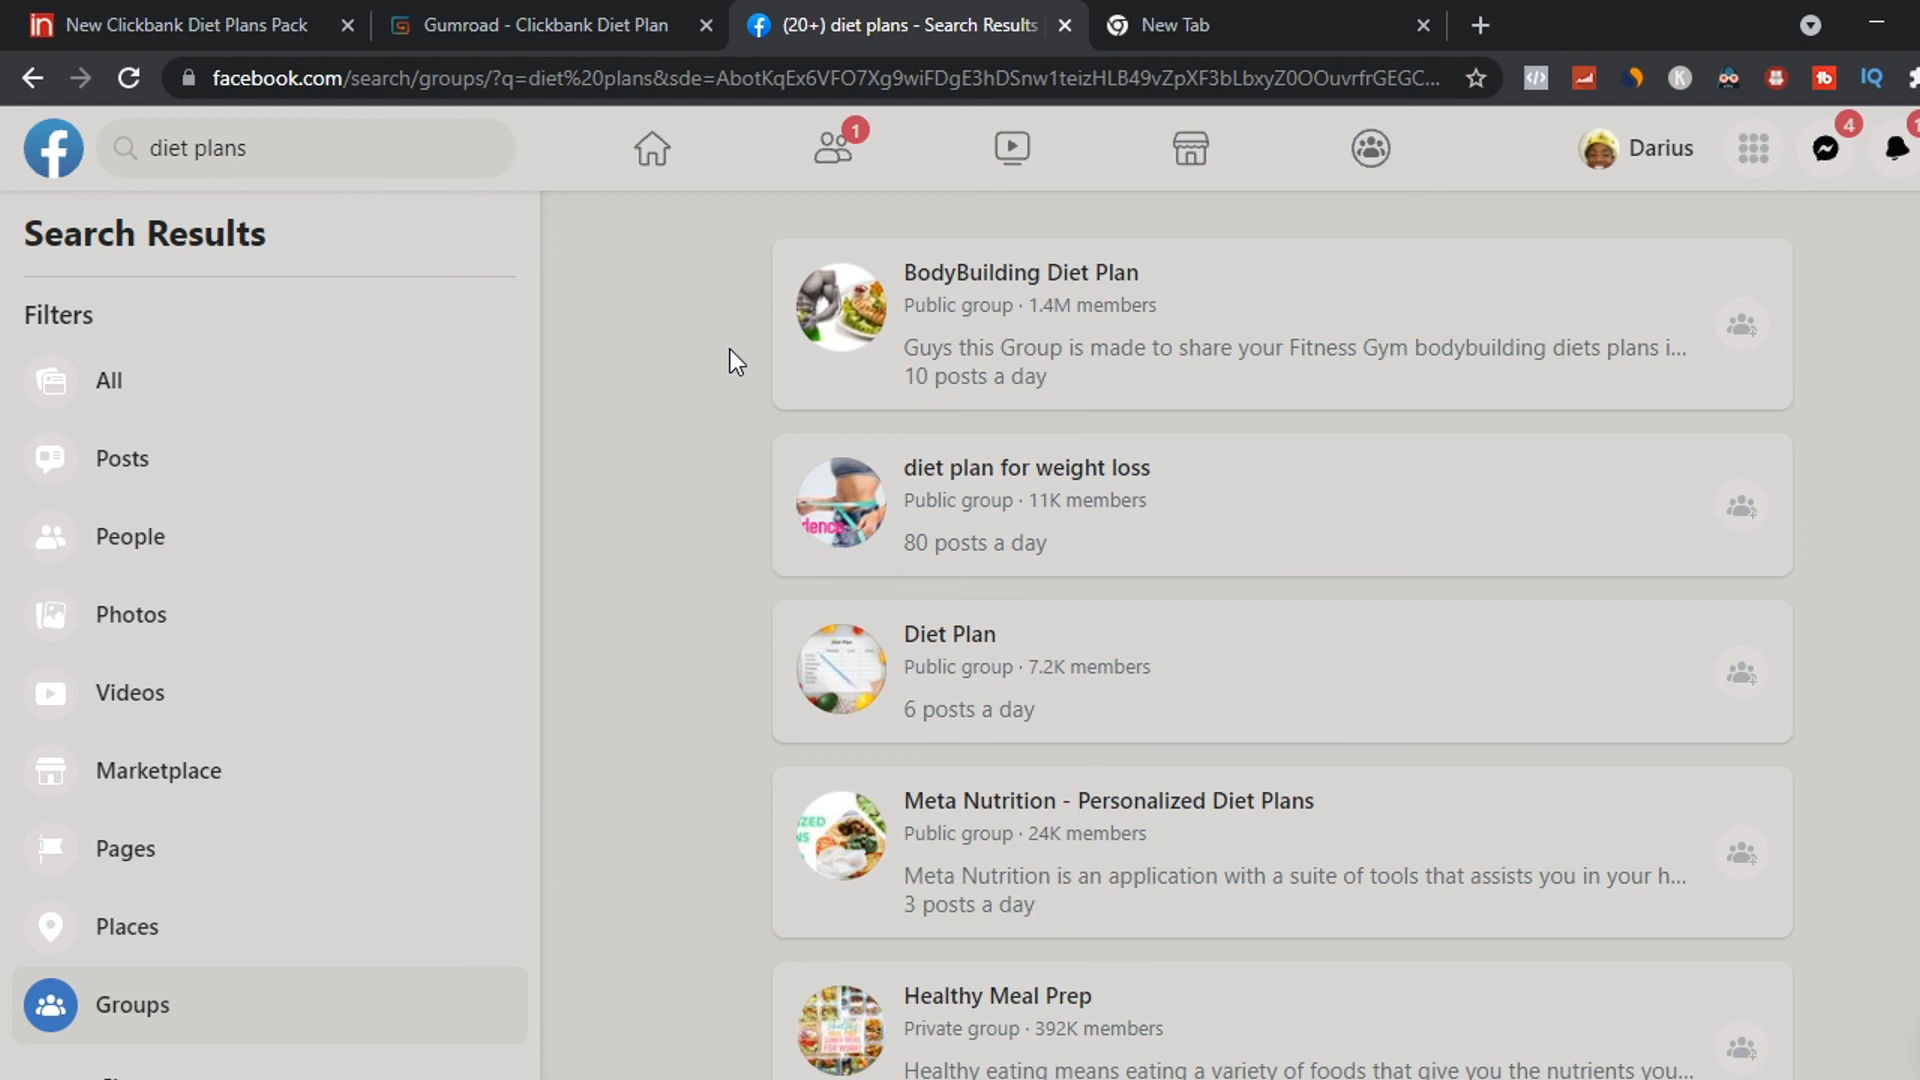 New Clickbank Diet Plans Pack
Gumroad - Clickbank Diet Plan
(20+) diet plans - Search Results
New Tab
facebook.com/search/groups/?q=diet%20plans&sde=AbotKqEx6VFO7Xg9wiFDgE3hDSnw1teizHLB49vZpXF3bLbxyZ0OOuvrfrGEGC...
</> K tb IQ
diet plans
1
Darius
4
1
Search Results
Filters
All
Posts
People
Photos
Videos
Marketplace
Pages
Places
Groups
BodyBuilding Diet Plan
Public group · 1.4M members
Guys this Group is made to share your Fitness Gym bodybuilding diets plans i...
10 posts a day
diet plan for weight loss
Public group · 11K members
80 posts a day
Diet Plan
Public group · 7.2K members
6 posts a day
Meta Nutrition - Personalized Diet Plans
Public group · 24K members
Meta Nutrition is an application with a suite of tools that assists you in your h...
3 posts a day
Healthy Meal Prep
Private group · 392K members
Healthy eating means eating a variety of foods that give you the nutrients you...